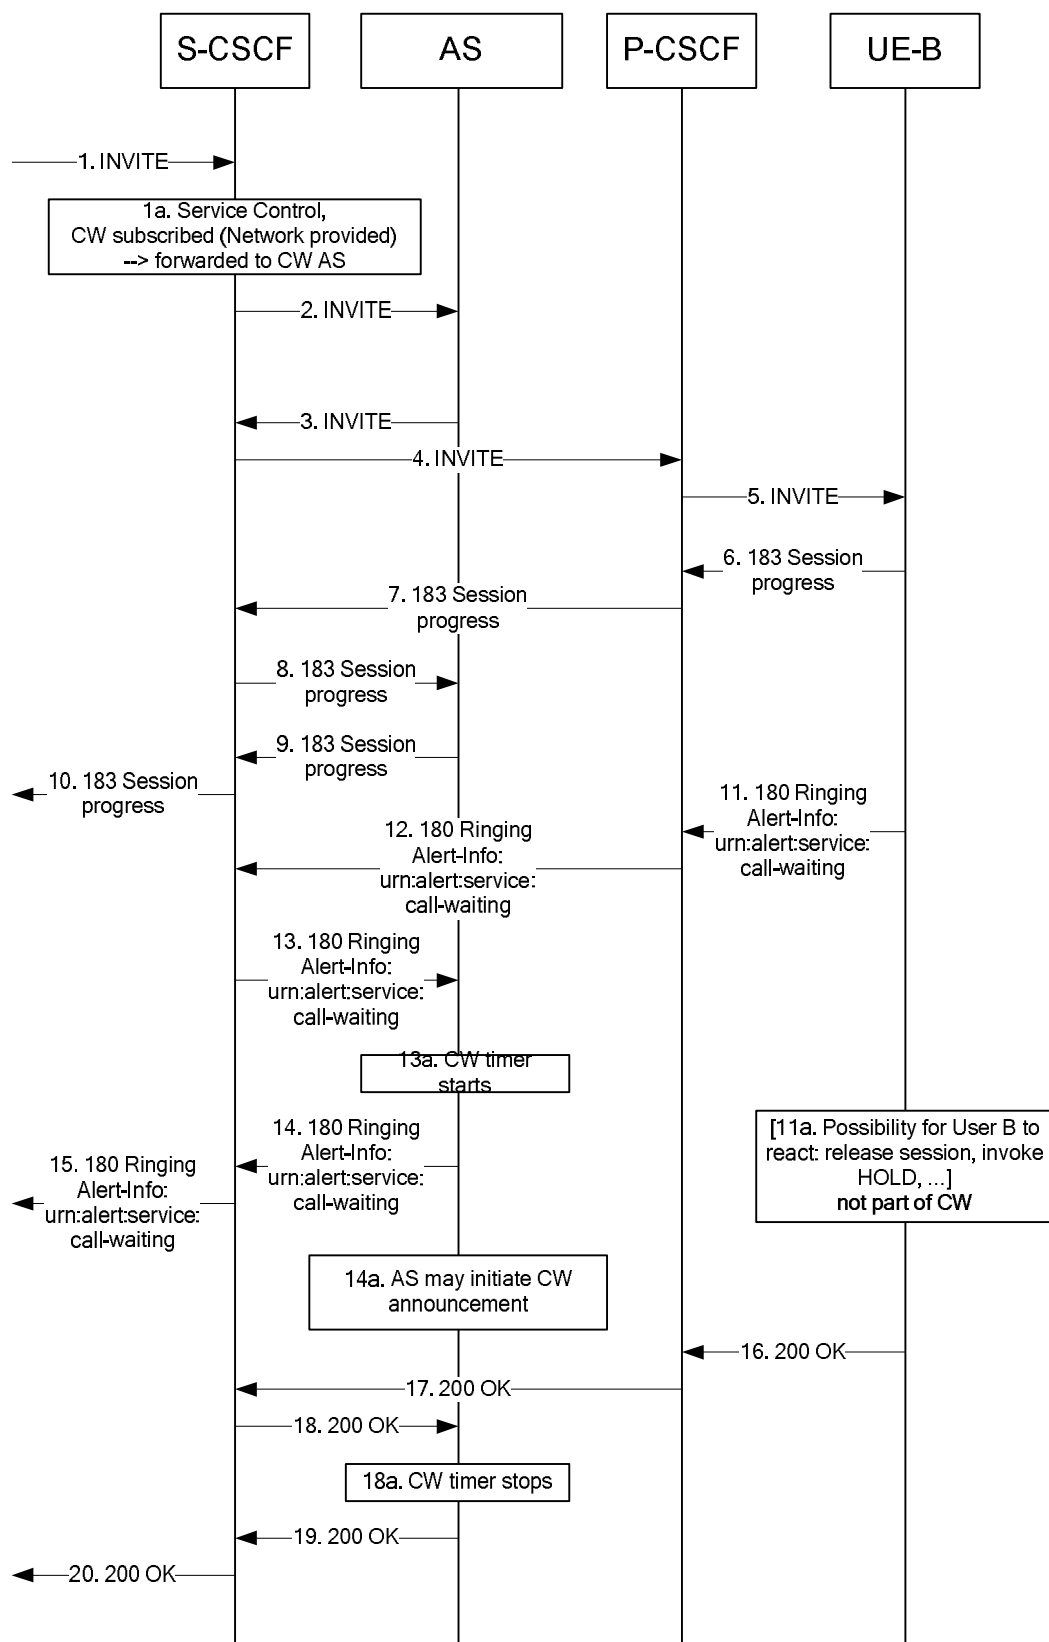 S-CSCF
AS
P-CSCF
UE-B
1. INVITE
1a. Service Control,
CW subscribed (Network provided)
--> forwarded to CW AS
2. INVITE
3. INVITE
4. INVITE
5. INVITE
6. 183 Session
progress
7. 183 Session
progress
8. 183 Session
progress
9. 183 Session
progress
10. 183 Session
progress
11. 180 Ringing
Alert-Info:
urn:alert:service:
call-waiting
12. 180 Ringing
Alert-Info:
urn:alert:service:
call-waiting
13. 180 Ringing
Alert-Info:
urn:alert:service:
call-waiting
13a. CW timer
starts
[11a. Possibility for User B to
react: release session, invoke
HOLD, ...]
not part of CW
14. 180 Ringing
Alert-Info:
urn:alert:service:
call-waiting
15. 180 Ringing
Alert-Info:
urn:alert:service:
call-waiting
14a. AS may initiate CW
announcement
16. 200 OK
17. 200 OK
18. 200 OK
18a. CW timer stops
19. 200 OK
20. 200 OK